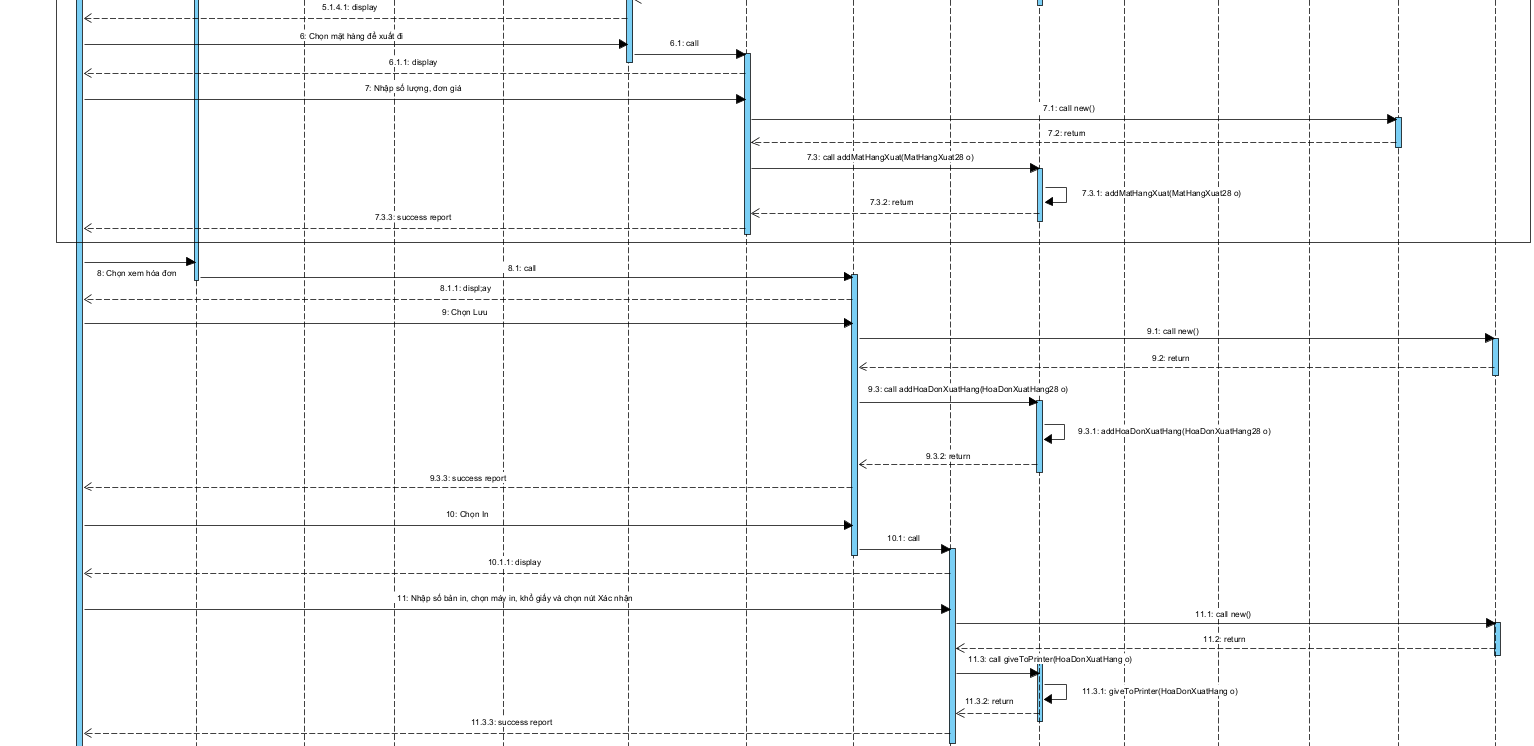 5.1.4.1: display
6: Chọn mặt hàng để xuất đi
6.1: call
6.1.1: display
7: Nhập số lượng, đơn giá
7.1: call new()
7.2: return
7.3: call addMatHangXuat(MatHangXuat28 o)
7.3.1: addMatHangXuat(MatHangXuat28 o)
7.3.2: return
7.3.3: success report
8: Chọn xem hóa đơn
8.1: call
8.1.1: displ;ay
9: Chọn Lưu
9.1: call new()
9.2: return
9.3: call addHoaDonXuatHang(HoaDonXuatHang28 o)
9.3.1: addHoaDonXuatHang(HoaDonXuatHang28 o)
9.3.2: return
9.3.3: success report
10: Chọn In
10.1: call
10.1.1: display
11: Nhập số bản in, chọn máy in, khổ giấy và chọn nút Xác nhận
11.1: call new()
11.2: return
11.3: call giveToPrinter(HoaDonXuatHang o)
11.3.1: giveToPrinter(HoaDonXuatHang o)
11.3.2: return
11.3.3: success report